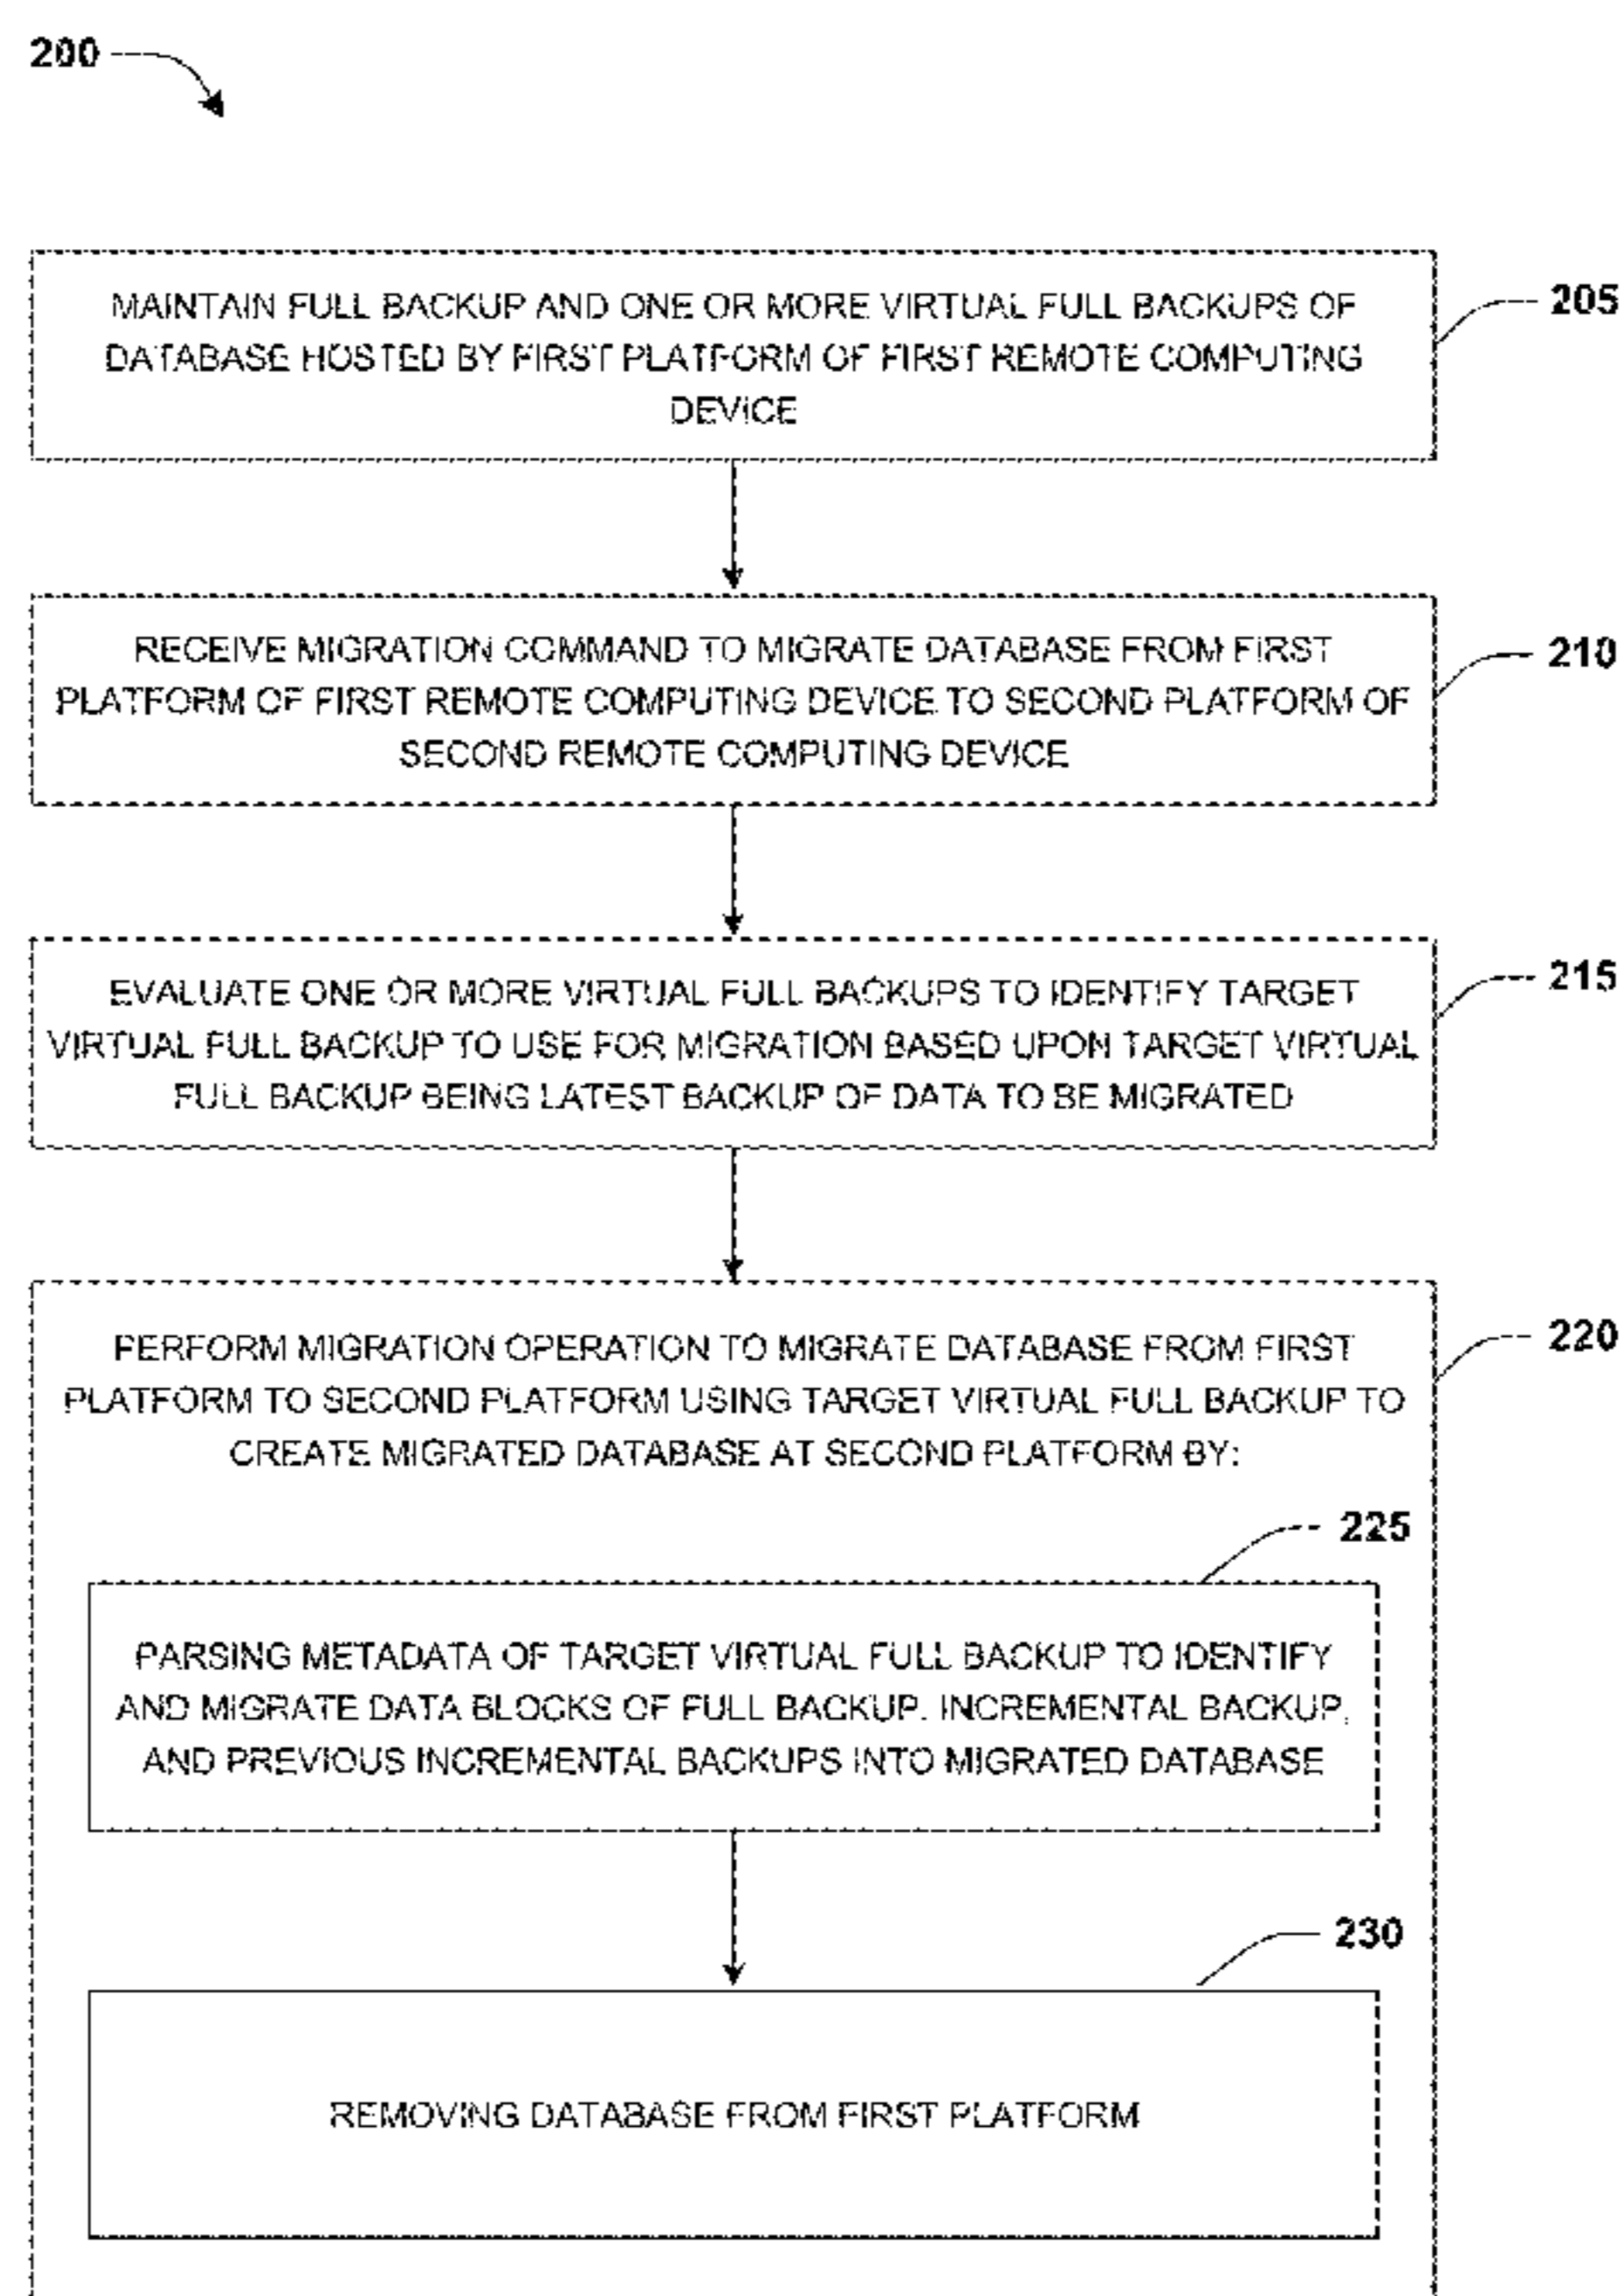 200
MAINTAIN FULL BACKUP AND ONE OR MORE VIRTUAL FULL BACKUPS OF
DATABASE HOSTED BY FIRST PLATFORM OF FIRST REMOTE COMPUTING
DEVICE
205
RECEIVE MIGRATION COMMAND TO MIGRATE DATABASE FROM FIRST
PLATFORM OF FIRST REMOTE COMPUTING DEVICE TO SECOND PLATFORM OF
SECOND REMOTE COMPUTING DEVICE
210
EVALUATE ONE OR MORE VIRTUAL FULL BACKUPS TO IDENTIFY TARGET
VIRTUAL FULL BACKUP TO USE FOR MIGRATION BASED UPON TARGET VIRTUAL
FULL BACKUP BEING LATEST BACKUP OF DATA TO BE MIGRATED
215
PERFORM MIGRATION OPERATION TO MIGRATE DATABASE FROM FIRST
PLATFORM TO SECOND PLATFORM USING TARGET VIRTUAL FULL BACKUP TO
CREATE MIGRATED DATABASE AT SECOND PLATFORM BY:
220
225
PARSING METADATA OF TARGET VIRTUAL FULL BACKUP TO IDENTIFY
AND MIGRATE DATA BLOCKS OF FULL BACKUP, INCREMENTAL BACKUP,
AND PREVIOUS INCREMENTAL BACKUPS INTO MIGRATED DATABASE
230
REMOVING DATABASE FROM FIRST PLATFORM